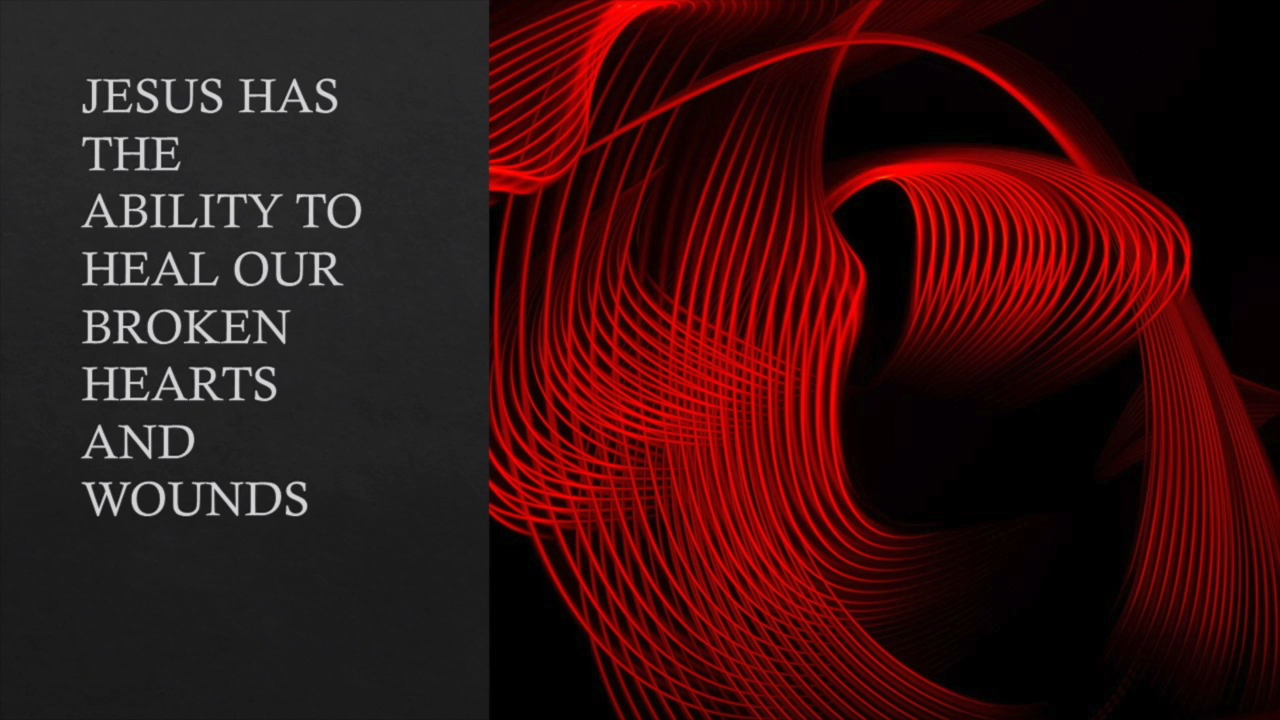 JESUS HAS
THE
ABILITY TO
HEAL OUR
BROKEN
HEARTS
AND
WOUNDS